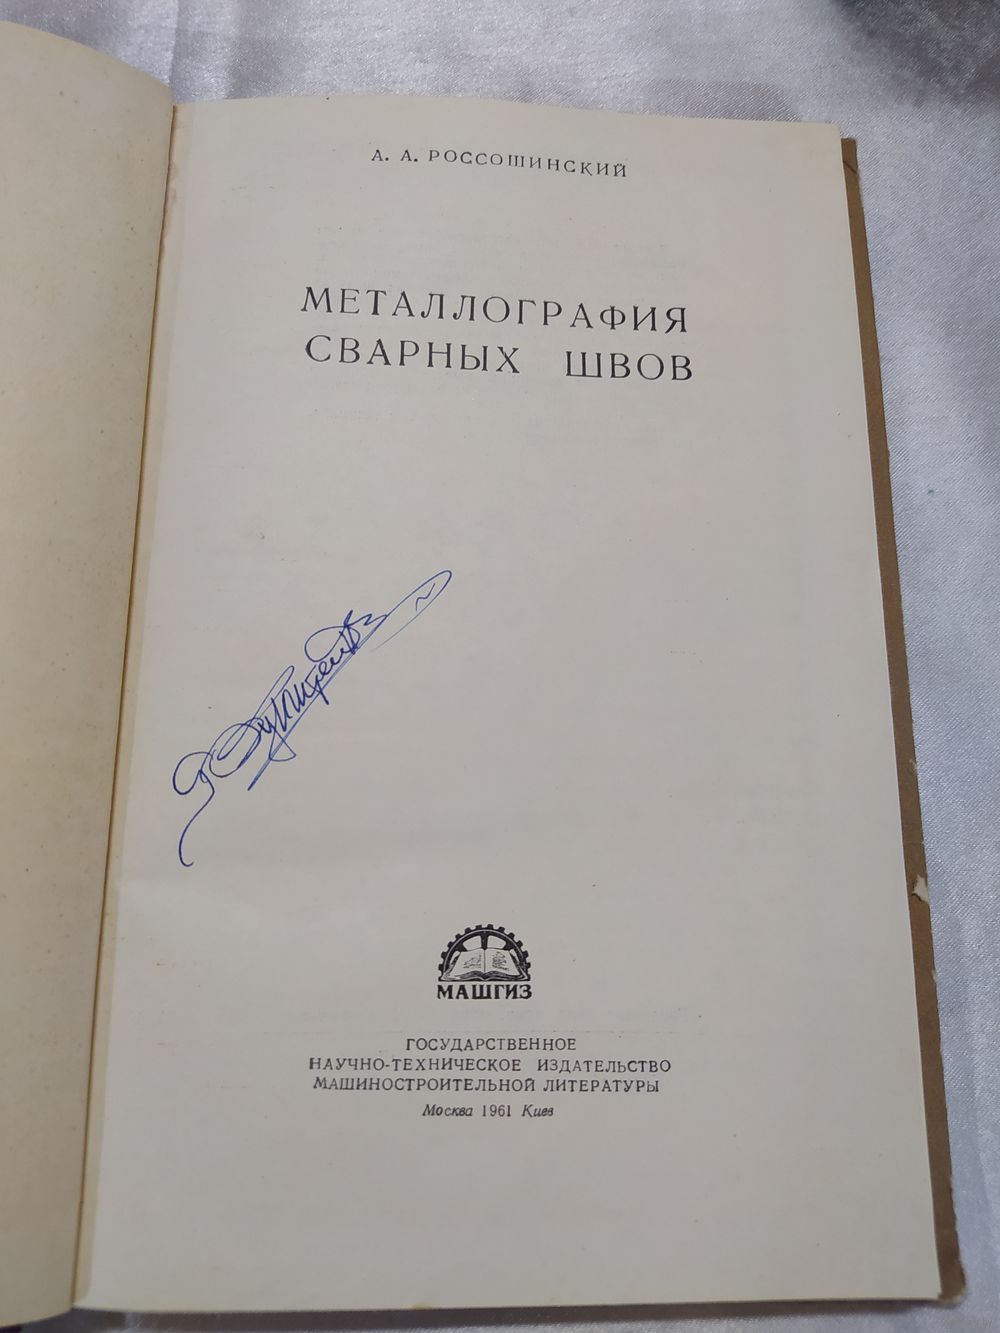 А. А. РОССОШИНСКИЙ
МЕТАЛЛОГРАФИЯ
СВАРНЫХ ШВОВ
МАШГИЗ
ГОСУДАРСТВЕННОЕ
НАУЧНО-ТЕХНИЧЕСКОЕ ИЗДАТЕЛЬСТВО
МАШИНОСТРОИТЕЛЬНОЙ ЛИТЕРАТУРЫ
Москва 1961 Киев